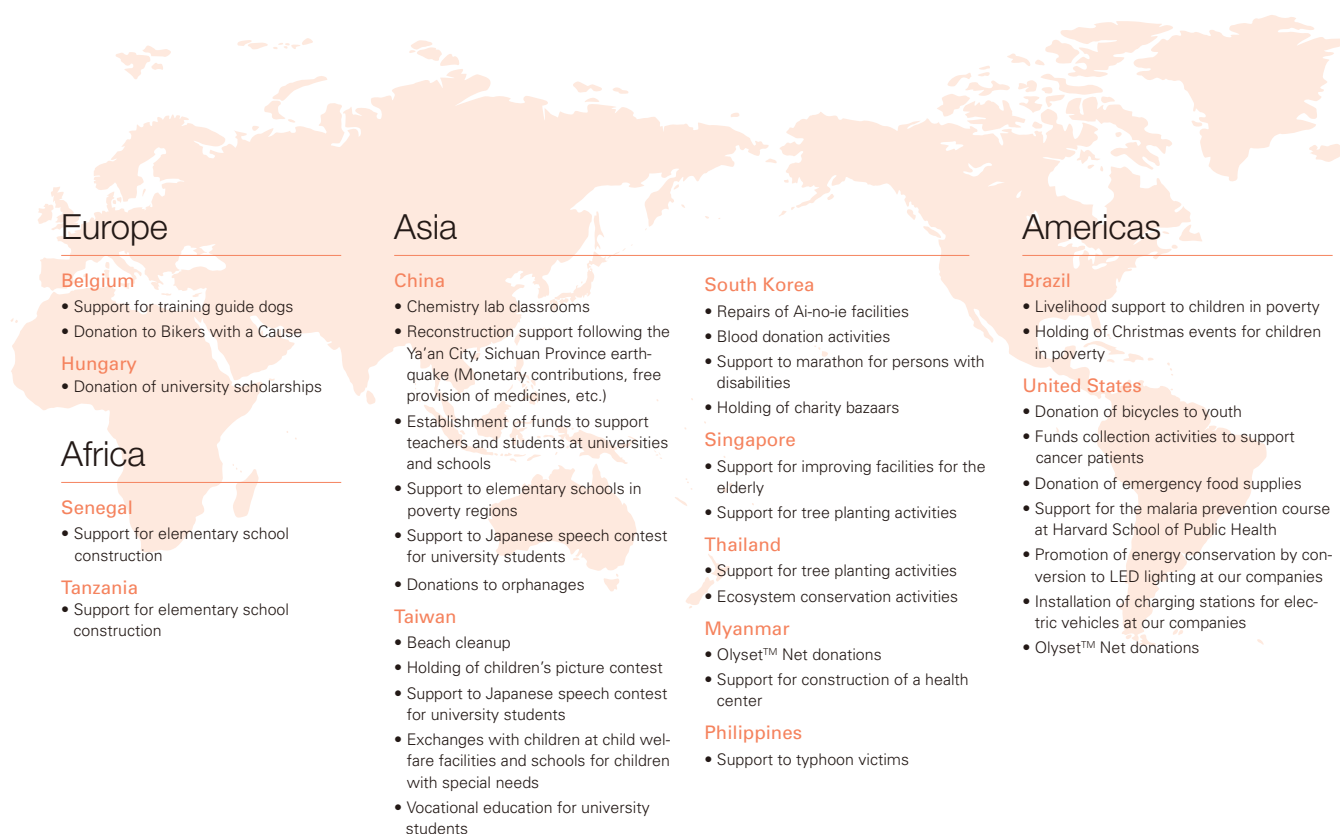 Europe
Belgium
• Support for training guide dogs
• Donation to Bikers with a Cause
Hungary
• Donation of university scholarships
Africa
Senegal
• Support for elementary school
construction
Tanzania
• Support for elementary school
construction
Asia
China
• Chemistry lab classrooms
• Reconstruction support following the
Ya'an City, Sichuan Province earth-
quake (Monetary contributions, free
provision of medicines, etc.)
• Establishment of funds to support
teachers and students at universities
and schools
• Support to elementary schools in
poverty regions
• Support to Japanese speech contest
for university students
• Donations to orphanages
Taiwan
• Beach cleanup
• Holding of children's picture contest
• Support to Japanese speech contest
for university students
• Exchanges with children at child wel-
fare facilities and schools for children
with special needs
• Vocational education for university
students
South Korea
• Repairs of Ai-no-ie facilities
• Blood donation activities
• Support to marathon for persons with
disabilities
• Holding of charity bazaars
Singapore
• Support for improving facilities for the
elderly
• Support for tree planting activities
Thailand
• Support for tree planting activities
• Ecosystem conservation activities
Myanmar
• Olyset™ Net donations
• Support for construction of a health
center
Philippines
• Support to typhoon victims
Americas
Brazil
• Livelihood support to children in poverty
• Holding of Christmas events for children
in poverty
United States
• Donation of bicycles to youth
• Funds collection activities to support
cancer patients
• Donation of emergency food supplies
• Support for the malaria prevention course
at Harvard School of Public Health
• Promotion of energy conservation by con-
version to LED lighting at our companies
• Installation of charging stations for elec-
tric vehicles at our companies
• Olyset™ Net donations